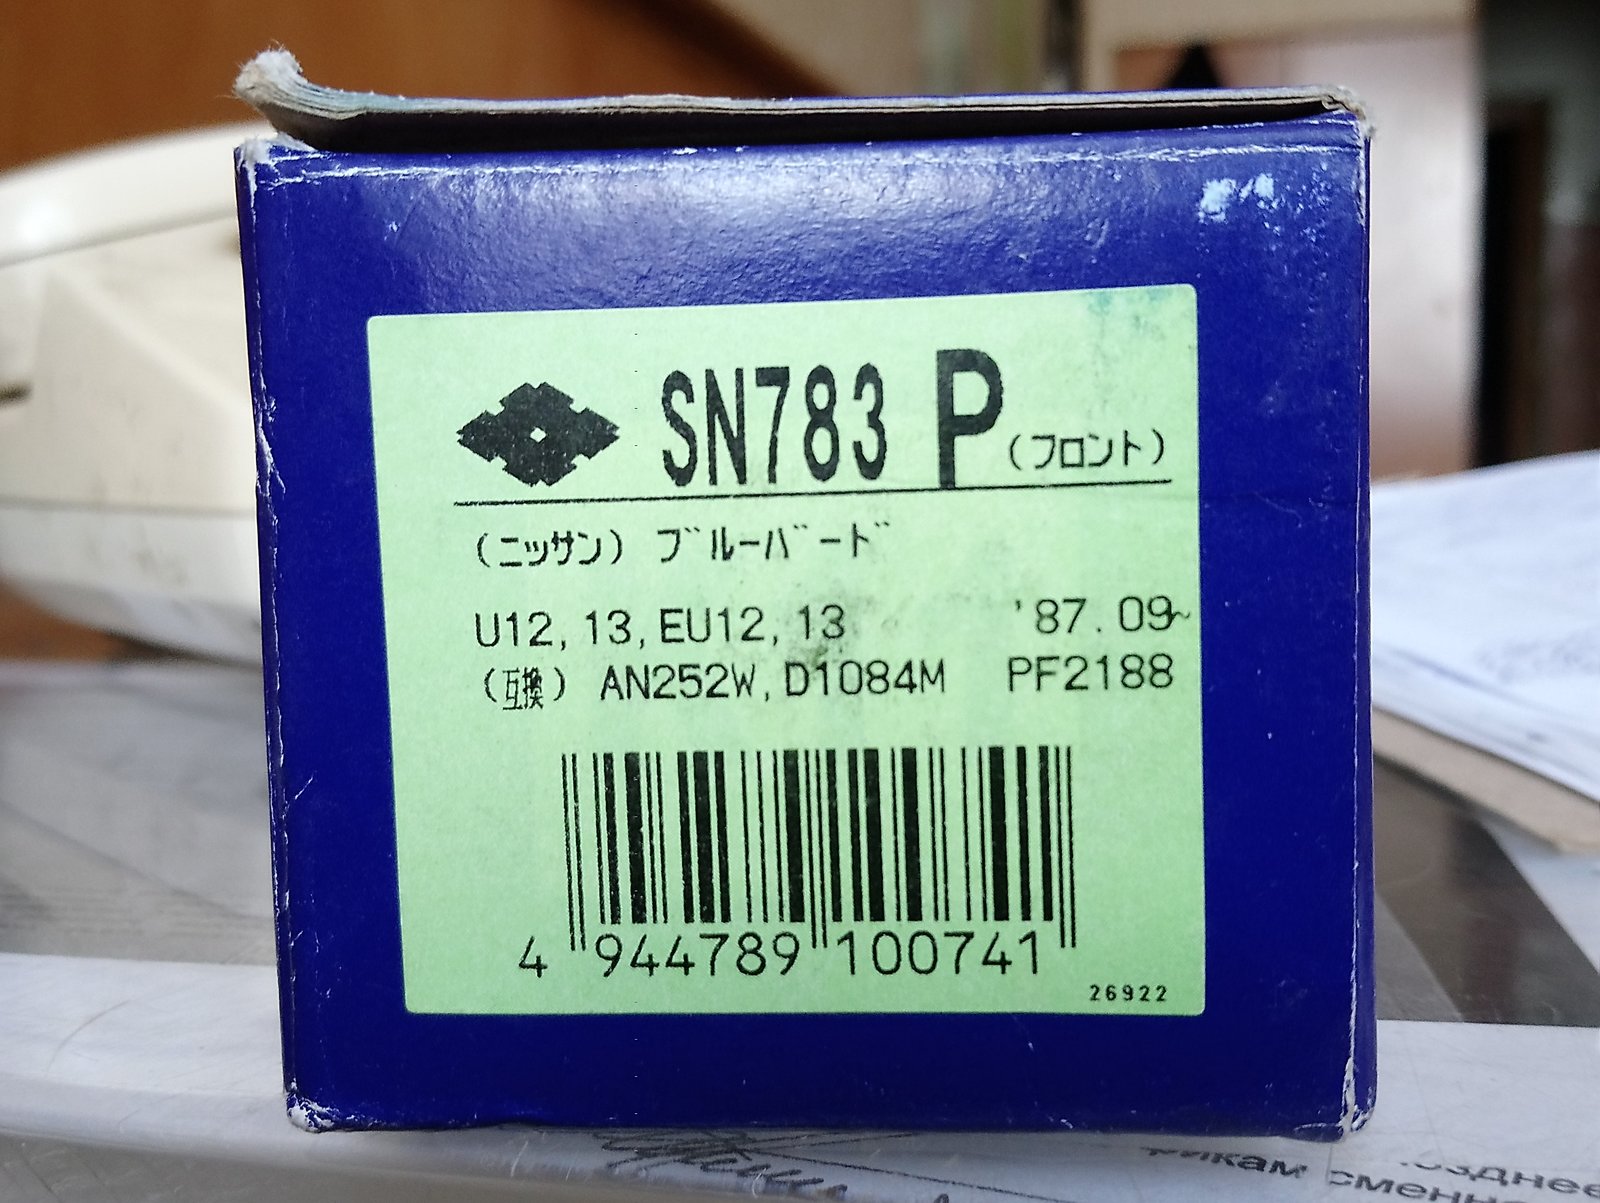 SN783 P (フロント)
(ニッサン) ブルーバード
U12, 13, EU12, 13 '87. 09~
(互換) AN252W, D1084M PF2188
4 944789 100741
26922